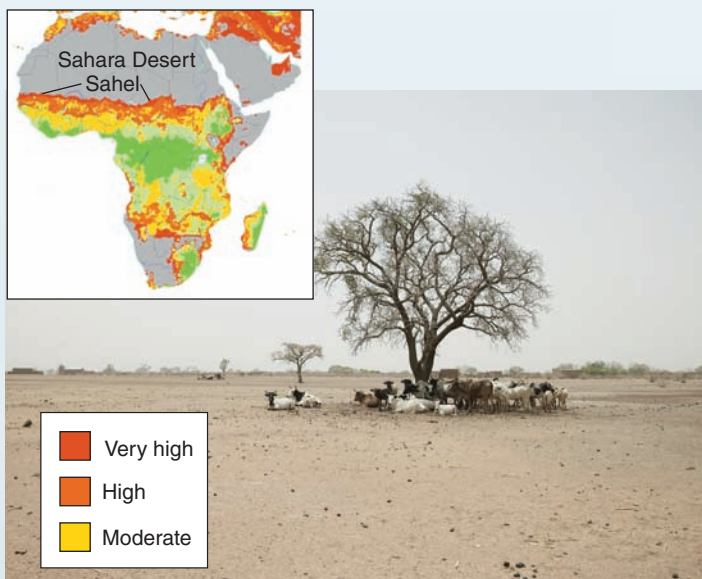 Sahara Desert
Sahel
Very high
High
Moderate